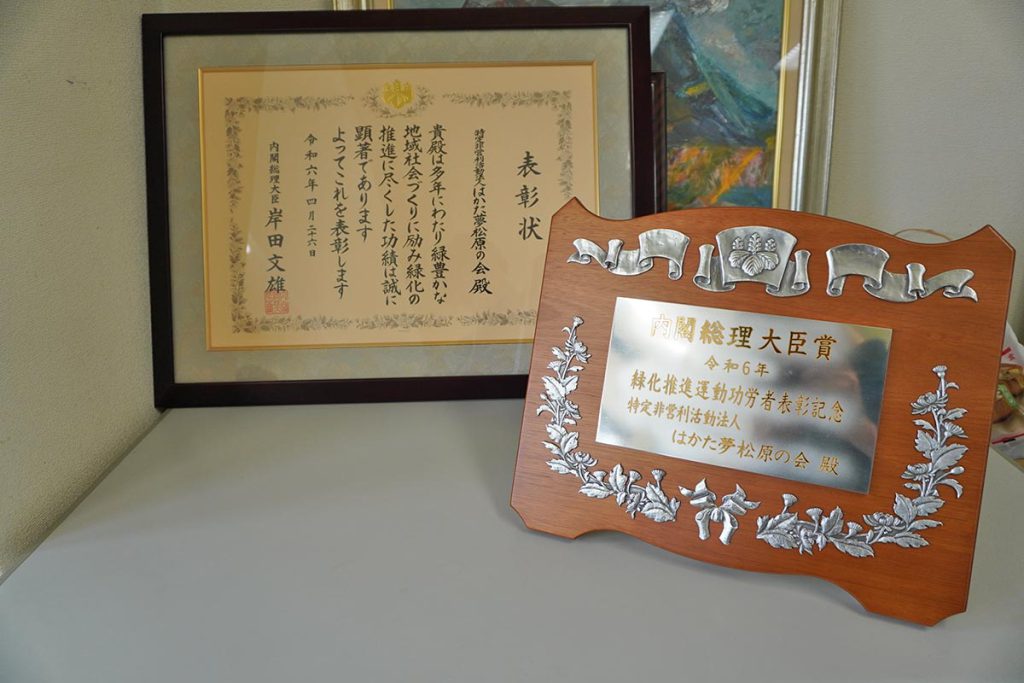 表彰状
特定非営利活動法人はかた夢松原の会 殿
貴殿は多年にわたり緑豊かな
地域社会づくりに励み緑化の
推進に尽くした功績は誠に
顕著であります
よってこれを表彰します
令和六年四月二十六日
内閣総理大臣 岸田文雄
内閣総理大臣賞
令和6年
緑化推進運動功労者表彰記念
特定非営利活動法人
はかた夢松原の会 殿